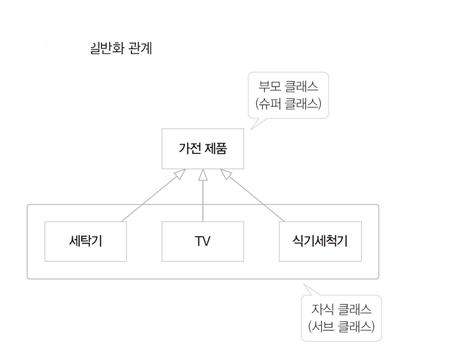 일반화 관계
부모 클래스
(슈퍼 클래스)
가전 제품
세탁기
TV
식기세척기
자식 클래스
(서브 클래스)